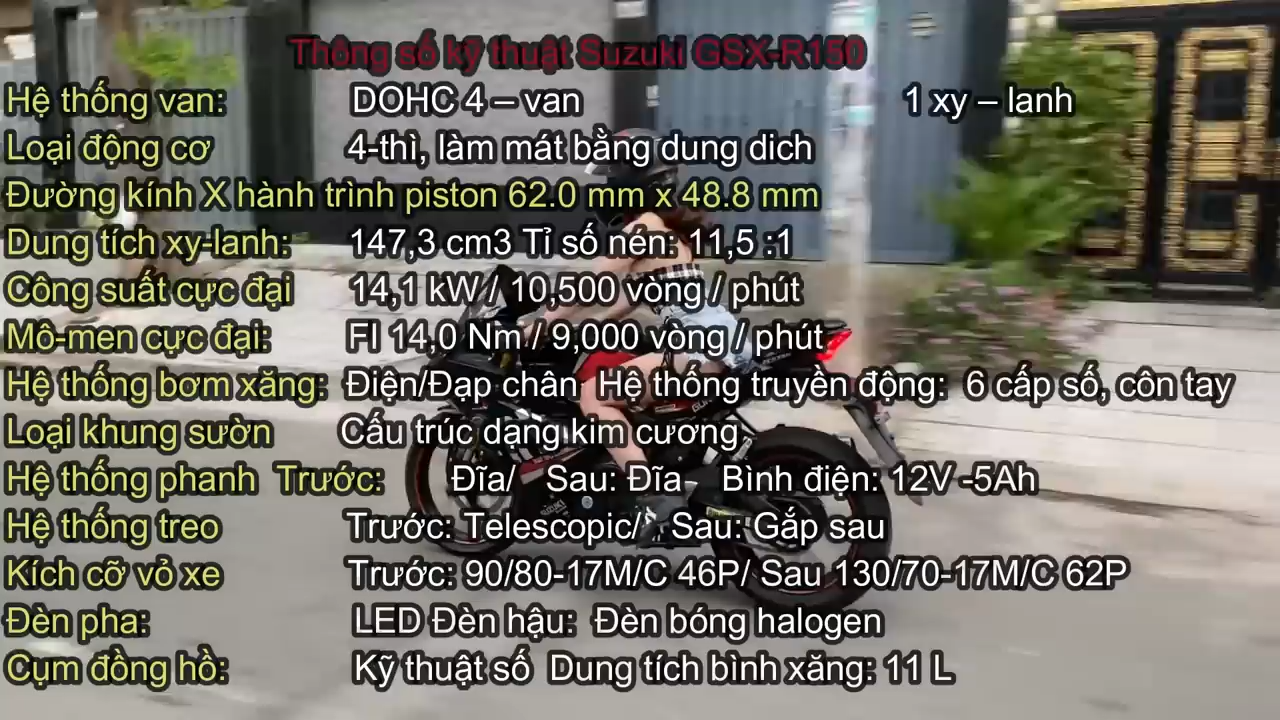 Thông số kỹ thuật Suzuki GSX-R150
Hệ thống van: DOHC 4 – van 1 xy – lanh
Loại động cơ 4-thì, làm mát bằng dung dich
Đường kính X hành trình piston 62.0 mm x 48.8 mm
Dung tích xy-lanh: 147,3 cm3 Tỉ số nén: 11,5 :1
Công suất cực đại 14,1 kW / 10,500 vòng / phút
Mô-men cực đại: FI 14,0 Nm / 9,000 vòng / phút
Hệ thống bơm xăng: Điện/Đạp chân Hệ thống truyền động: 6 cấp số, côn tay
Loại khung sườn Cấu trúc dạng kim cương
Hệ thống phanh Trước: Đĩa/ Sau: Đĩa Bình điện: 12V -5Ah
Hệ thống treo Trước: Telescopic/ Sau: Gắp sau
Kích cỡ vỏ xe Trước: 90/80-17M/C 46P/ Sau 130/70-17M/C 62P
Đèn pha: LED Đèn hậu: Đèn bóng halogen
Cụm đồng hồ: Kỹ thuật số Dung tích bình xăng: 11 L